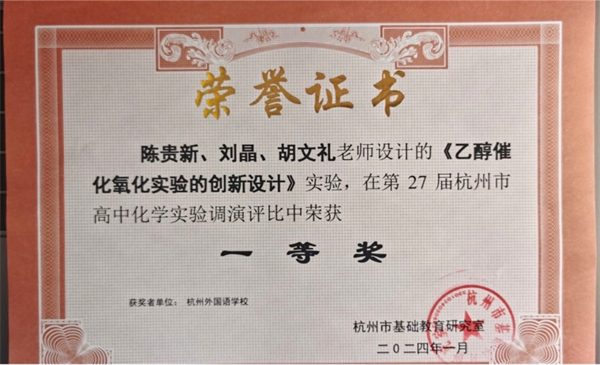 荣誉证书
陈贵新、刘晶、胡文礼老师设计的《乙醇催
化氧化实验的创新设计》实验，在第 27 届杭州市
高中化学实验调演评比中荣获
一等奖
获奖者单位： 杭州外国语学校
杭州市基础教育研究室
二0二四年一月